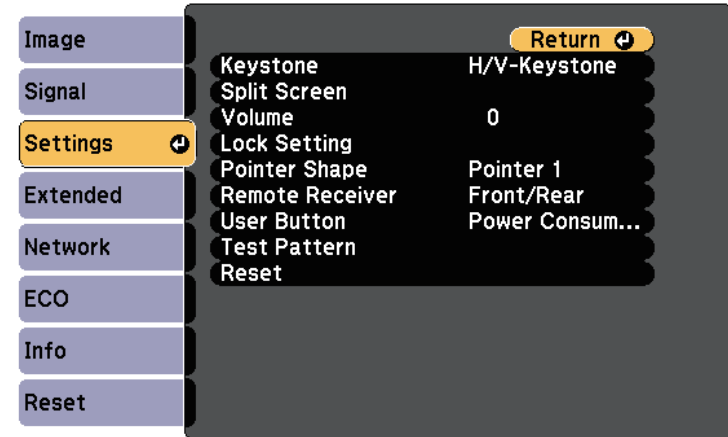 Image
Signal
Settings
Extended
Network
ECO
Info
Reset
Return
Keystone H/V-Keystone
Split Screen
Volume 0
Lock Setting
Pointer Shape Pointer 1
Remote Receiver Front/Rear
User Button Power Consum...
Test Pattern
Reset